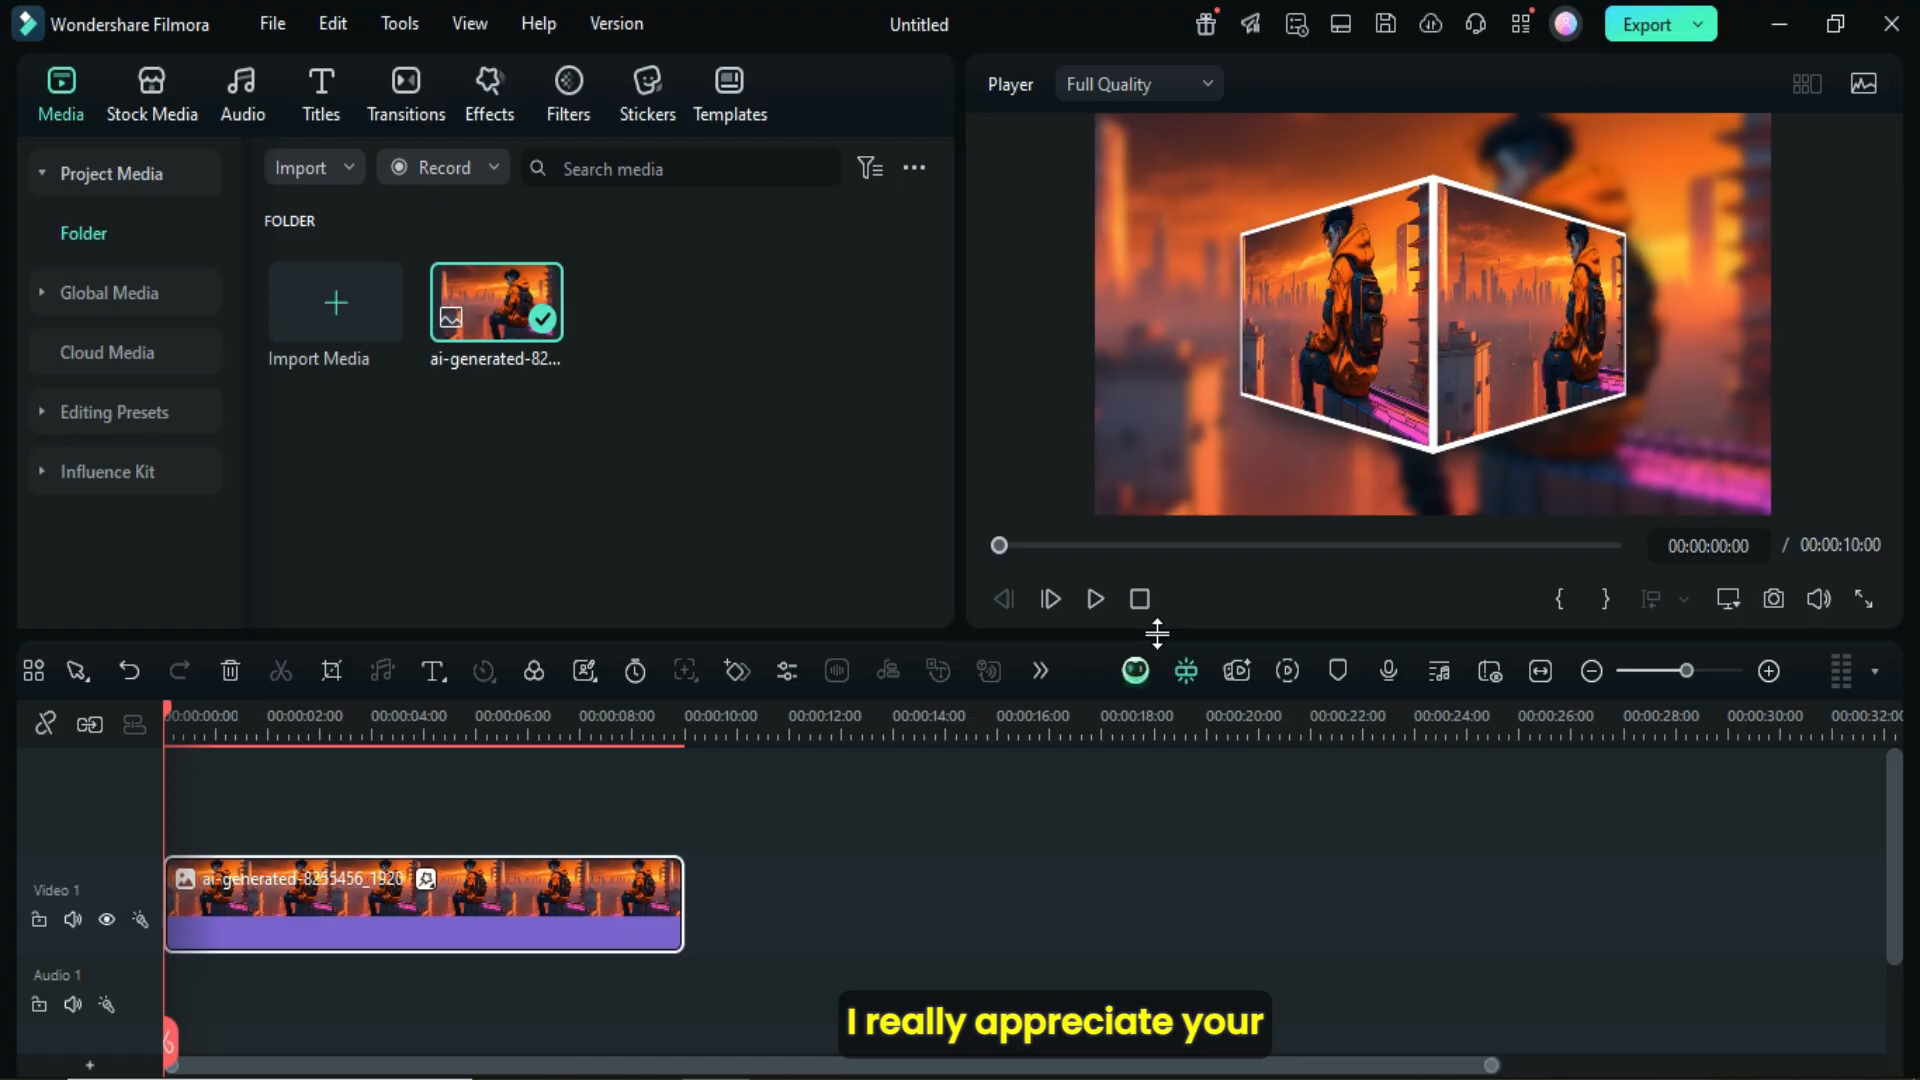 Wondershare Filmora
File Edit Tools View Help Version
Untitled
Export
Media Stock Media Audio Titles Transitions Effects Filters Stickers Templates
Player Full Quality
Project Media
Folder
Global Media
Cloud Media
Editing Presets
Influence Kit
Import Record Search media
FOLDER
Import Media ai-generated-82...
00:00:00:00 / 00:00:10:00
00:00:00:00 00:00:02:00 00:00:04:00 00:00:06:00 00:00:08:00 00:00:10:00 00:00:12:00 00:00:14:00 00:00:16:00 00:00:18:00 00:00:20:00 00:00:22:00 00:00:24:00 00:00:26:00 00:00:28:00 00:00:30:00 00:00:32:00
Video 1
ai-generated-8255456_1920
Audio 1
I really appreciate your